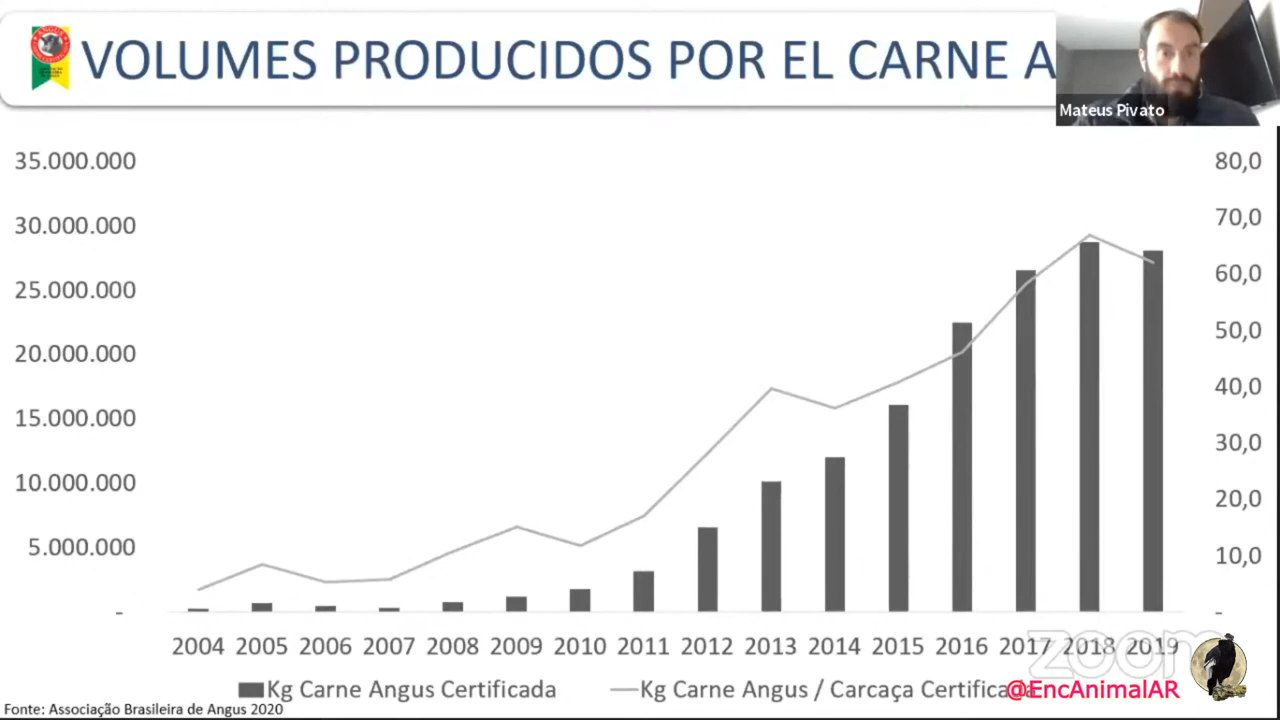 VOLUMES PRODUCIDOS POR EL CARNE A
Mateus Pivato
35.000.000
30.000.000
25.000.000
20.000.000
15.000.000
10.000.000
5.000.000
-
80,0
70,0
60,0
50,0
40,0
30,0
20,0
10,0
-
2004 2005 2006 2007 2008 2009 2010 2011 2012 2013 2014 2015 2016 2017 2018 2019
zoom
Kg Carne Angus Certificada
Kg Carne Angus / Carcaça Certifica
@EncAnimalAR
Fonte: Associação Brasileira de Angus 2020